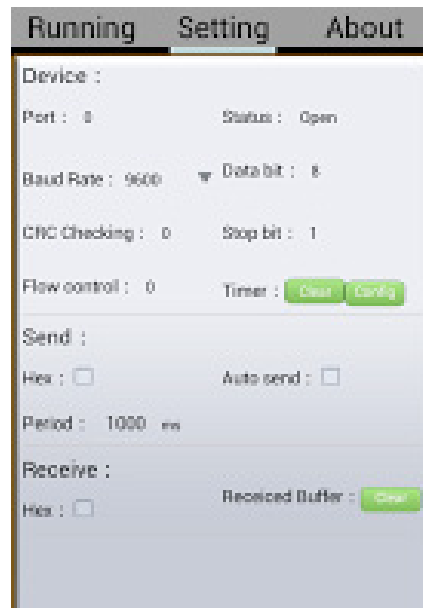 Running Setting About
Device :
Port : 0 Status : Open
Baud Rate : 9600 Data bit : 8
CRC Checking : 0 Stop bit : 1
Flow control : 0 Timer : Clear Config
Send :
Hex : Auto send :
Period : 1000 ms
Receive :
Hex : Receiced Buffer : Clear